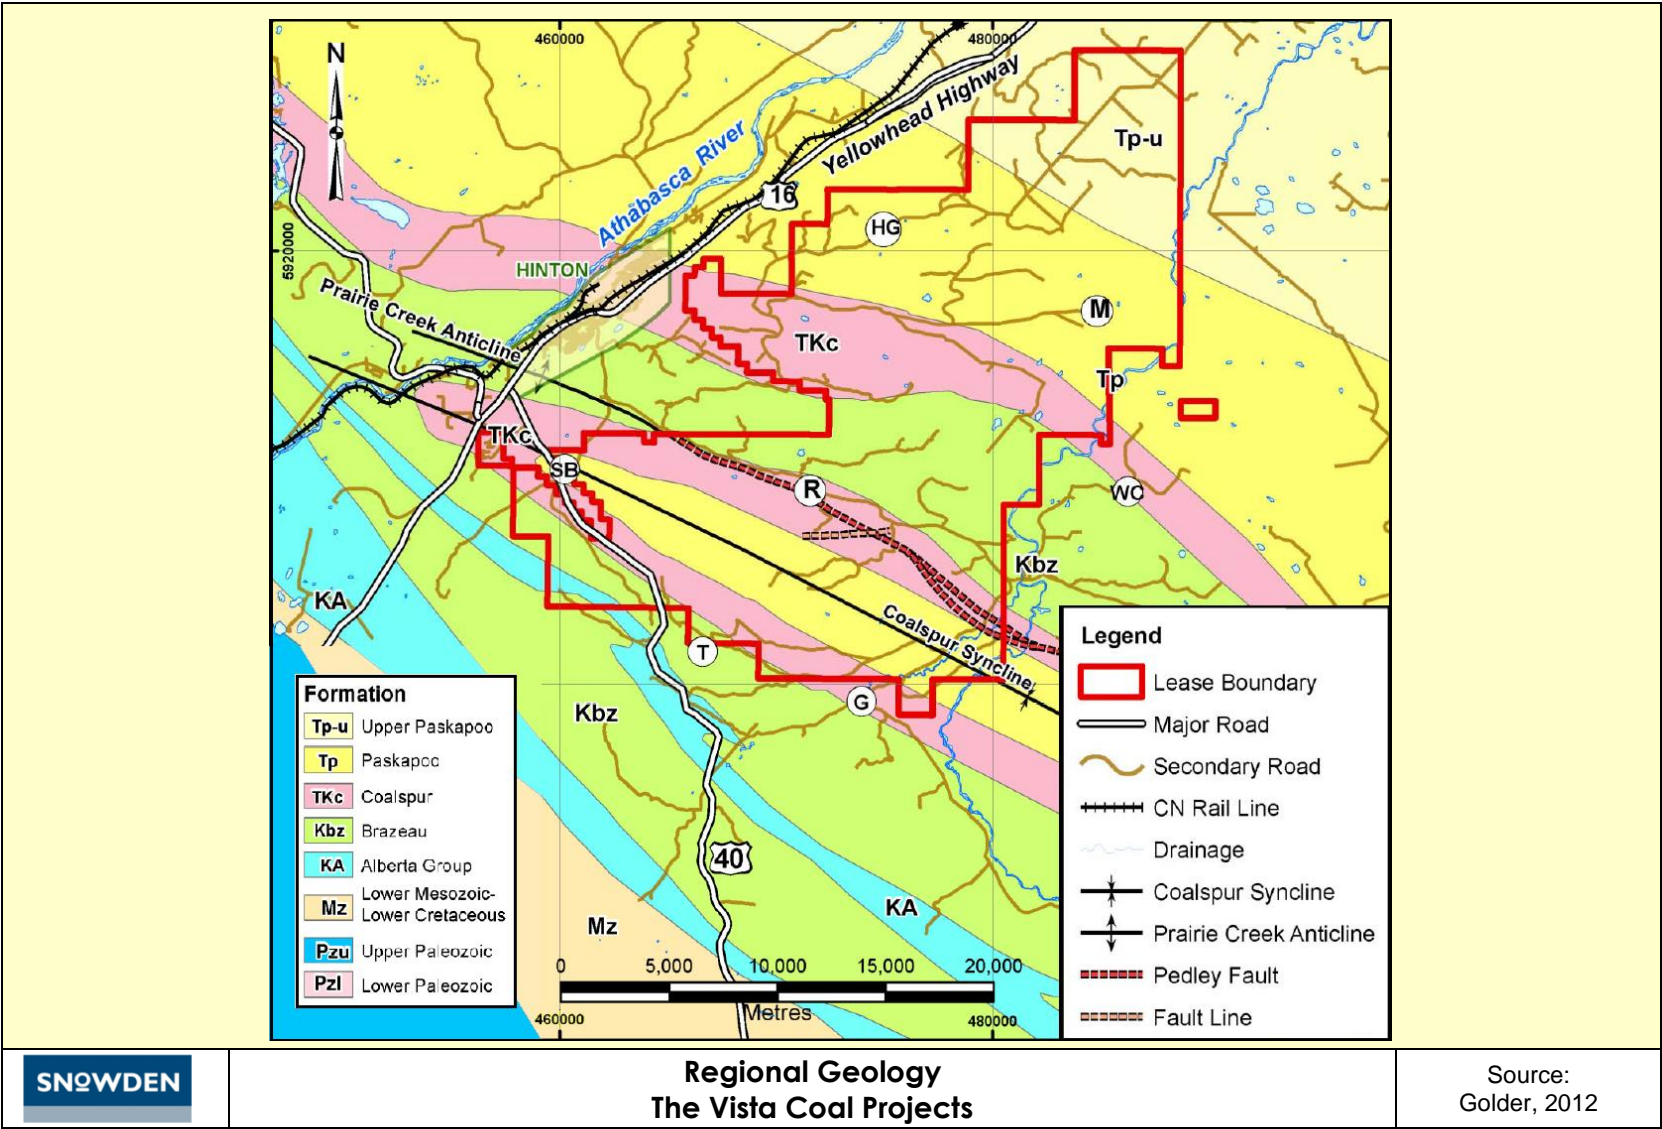 460000
480000
N
Yellowhead Highway
Tp-u
Athabasca River
16
HG
5920000
HINTON
Prairie Creek Anticline
M
TKc
Tp
TKc
SB
R
WC
Kbz
KA
Coalspur Syncline
T
G
Kbz
40
KA
Mz
Formation
Tp-u Upper Paskapoo
Tp Paskapoo
TKc Coalspur
Kbz Brazeau
KA Alberta Group
Mz Lower Mesozoic-
Lower Cretaceous
Pzu Upper Paleozoic
Pzl Lower Paleozoic
0 5,000 10,000 15,000 20,000
Metres
460000
480000
Legend
Lease Boundary
Major Road
Secondary Road
CN Rail Line
Drainage
Coalspur Syncline
Prairie Creek Anticline
Pedley Fault
Fault Line
SNOWDEN
Regional Geology
The Vista Coal Projects
Source:
Golder, 2012